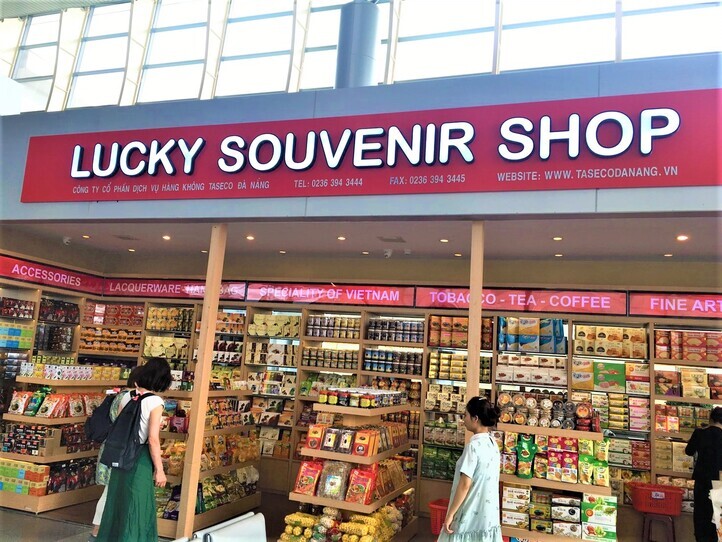 LUCKY SOUVENIR SHOP
CÔNG TY CỔ PHẦN DỊCH VỤ HÀNG KHÔNG TASECO ĐÀ NẴNG TEL: 0236 394 3444 FAX: 0236 394 3445 WEBSITE: WWW.TASECODANANG.VN
ACCESSORIES LACQUERWARE HANDBAG SPECIALITY OF VIETNAM TOBACCO - TEA - COFFEE FINE ART